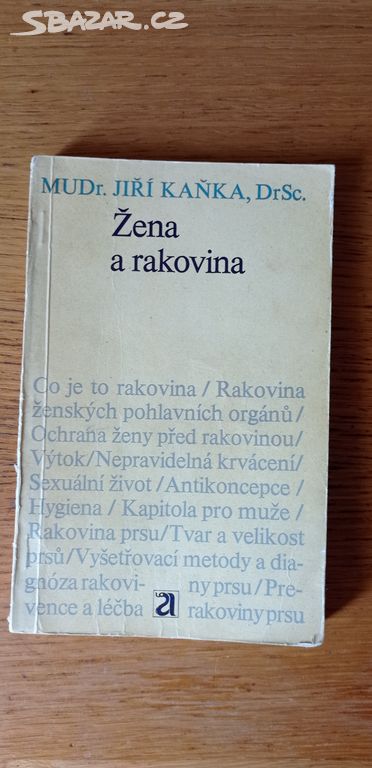 SBAZAR.CZ
MUDr. JIŘÍ KAŇKA, DrSc.
Žena
a rakovina
Co je to rakovina / Rakovina
ženských pohlavních orgánů /
Ochrana ženy před rakovinou/
Výtok/Nepravidelná krvácení/
Sexuální život /Antikoncepce /
Hygiena / Kapitola pro muže /
Rakovina prsu/Tvar a velikost
prsů/Vyšetřovací metody a dia-
gnóza rakovi- ny prsu/Pre-
vence a léčba a rakoviny prsu